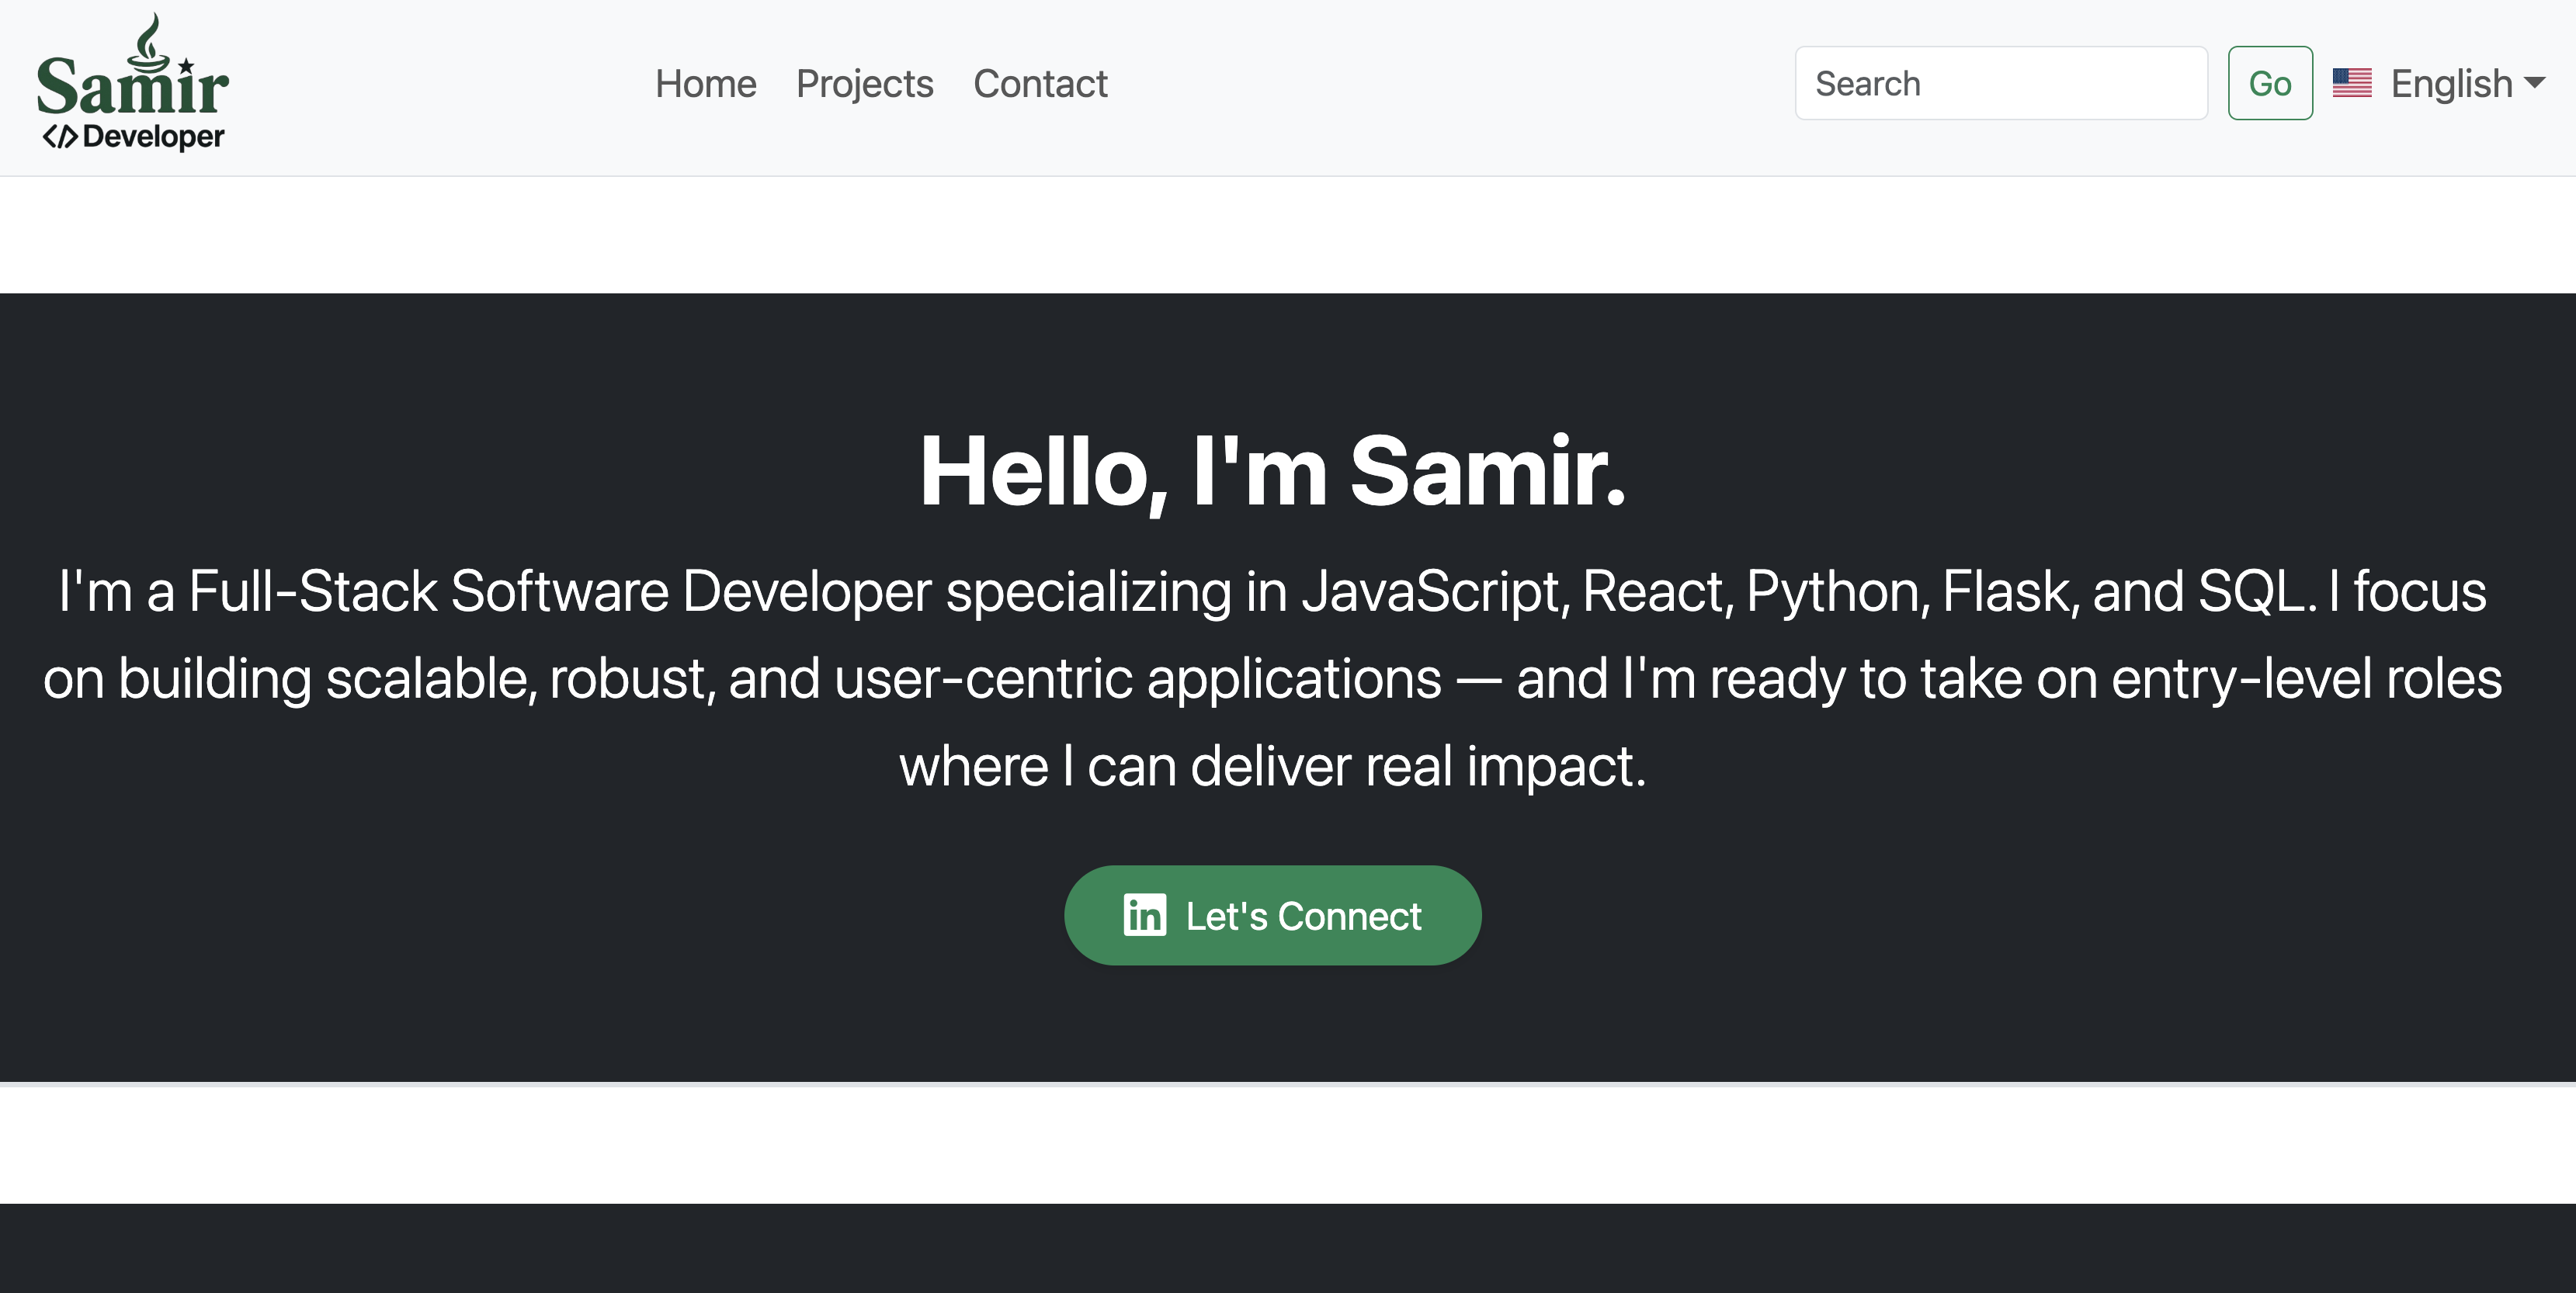 Samir
</> Developer
Home
Projects
Contact
Search
Go
English
Hello, I'm Samir.
I'm a Full-Stack Software Developer specializing in JavaScript, React, Python, Flask, and SQL. I focus
on building scalable, robust, and user-centric applications — and I'm ready to take on entry-level roles
where I can deliver real impact.
in Let's Connect